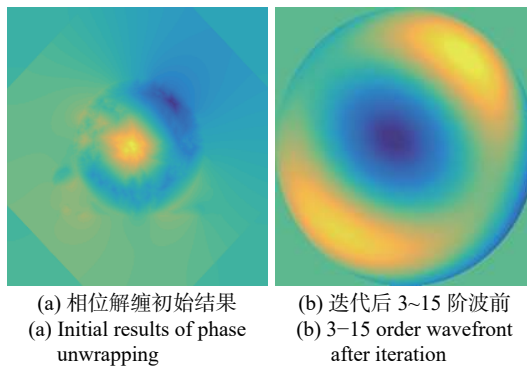 (a) 相位解缠初始结果
(a) Initial results of phase
unwrapping
(b) 迭代后 3~15 阶波前
(b) 3−15 order wavefront
after iteration